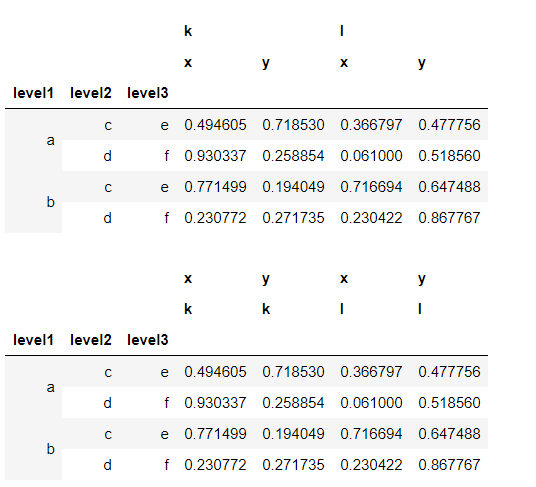 k l
x y x y
level1 level2 level3
a c e 0.494605 0.718530 0.366797 0.477756
d f 0.930337 0.258854 0.061000 0.518560
b c e 0.771499 0.194049 0.716694 0.647488
d f 0.230772 0.271735 0.230422 0.867767
x y x y
k k l l
level1 level2 level3
a c e 0.494605 0.718530 0.366797 0.477756
d f 0.930337 0.258854 0.061000 0.518560
b c e 0.771499 0.194049 0.716694 0.647488
d f 0.230772 0.271735 0.230422 0.867767